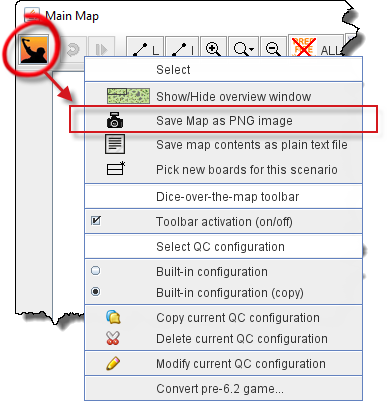 Main Map
L I ALL
Select
Show/Hide overview window
Save Map as PNG image
Save map contents as plain text file
Pick new boards for this scenario
Dice-over-the-map toolbar
Toolbar activation (on/off)
Select QC configuration
Built-in configuration
Built-in configuration (copy)
Copy current QC configuration
Delete current QC configuration
Modify current QC configuration
Convert pre-6.2 game...